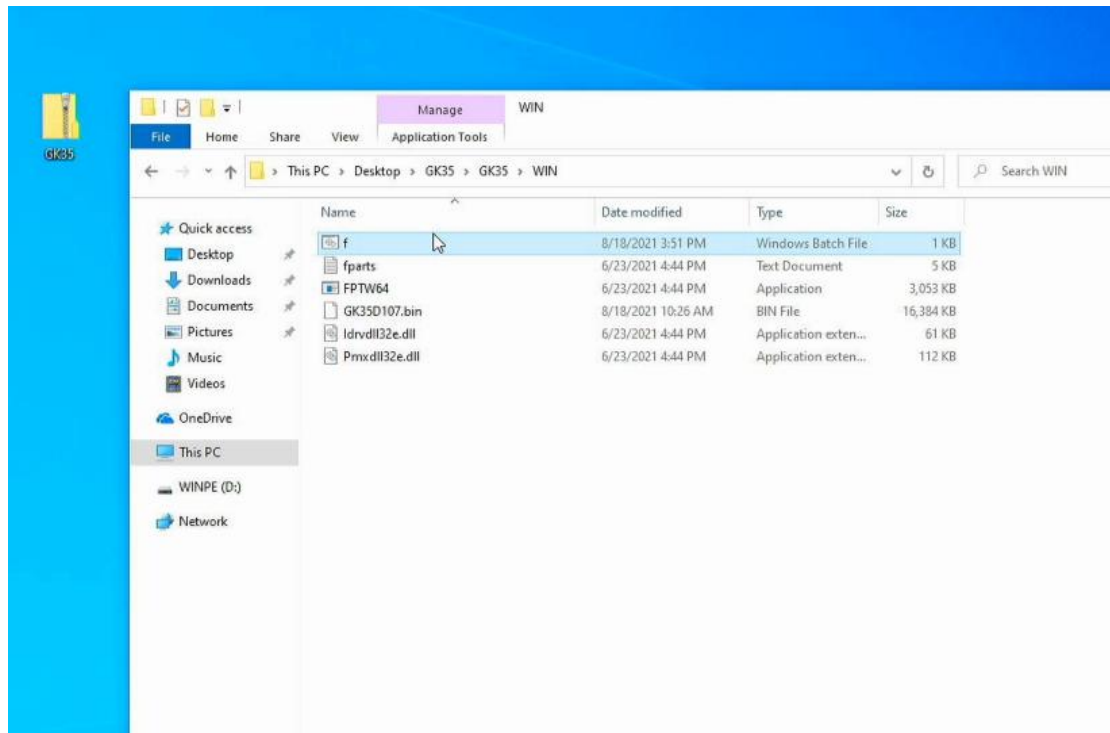 GK35
Manage WIN
File Home Share View Application Tools
This PC > Desktop > GK35 > GK35 > WIN Search WIN
Name Date modified Type Size
Quick access
Desktop
Downloads
Documents
Pictures
Music
Videos
OneDrive
This PC
WINPE (D:)
Network
f 8/18/2021 3:51 PM Windows Batch File 1 KB
fparts 6/23/2021 4:44 PM Text Document 5 KB
FPTW64 6/23/2021 4:44 PM Application 3,053 KB
GK35D107.bin 8/18/2021 10:26 AM BIN File 16,384 KB
Idrvdll32e.dll 6/23/2021 4:44 PM Application exten... 61 KB
Pmxdll32e.dll 6/23/2021 4:44 PM Application exten... 112 KB